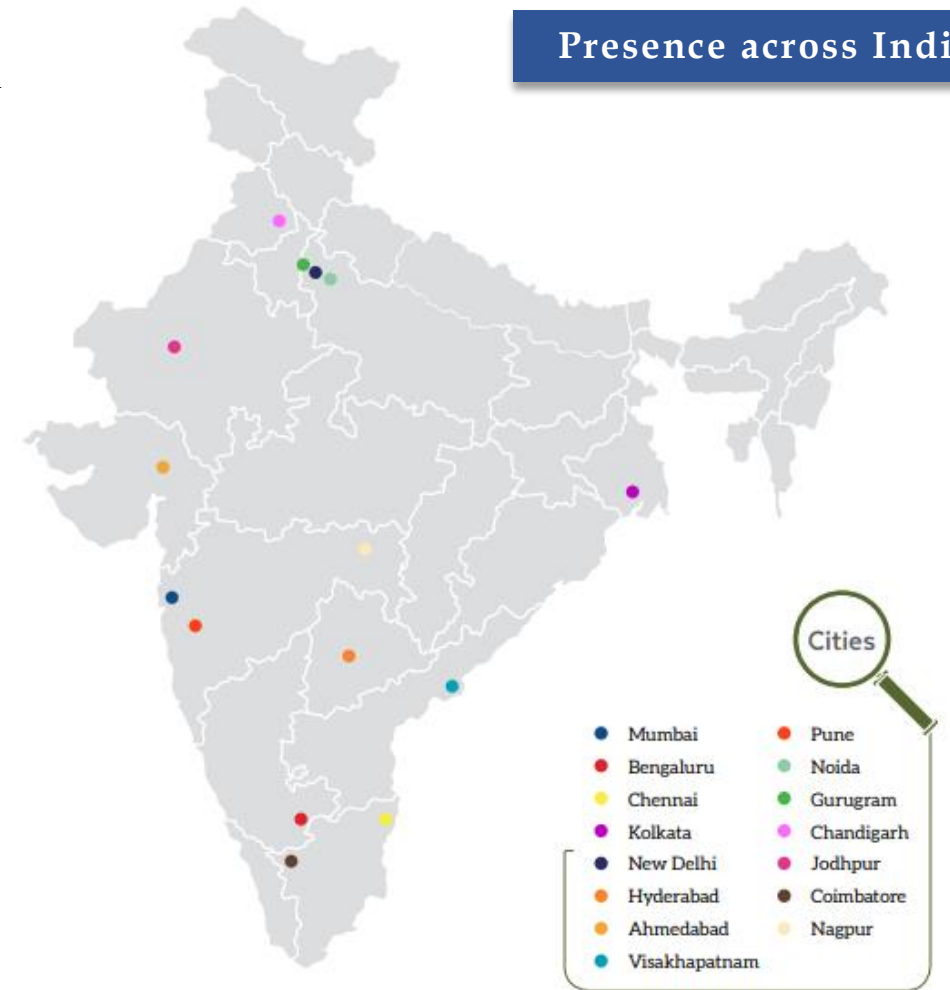 Presence across Indi
Cities
Mumbai
Bengaluru
Chennai
Kolkata
New Delhi
Hyderabad
Ahmedabad
Visakhapatnam
Pune
Noida
Gurugram
Chandigarh
Jodhpur
Coimbatore
Nagpur